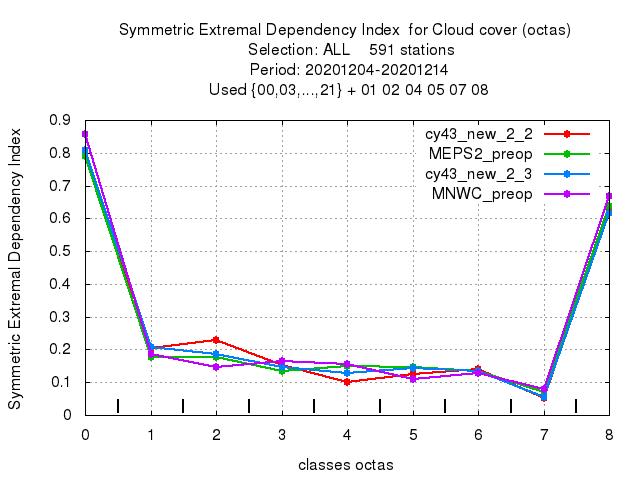 Symmetric Extremal Dependency Index  for Cloud cover (octas)
Selection: ALL    591 stations
Period: 20201204-20201214
Used {00,03,...,21} + 01 02 04 05 07 08
Symmetric Extremal Dependency Index
0.9
0.8
0.7
0.6
0.5
0.4
0.3
0.2
0.1
0
cy43_new_2_2
MEPS2_preop
cy43_new_2_3
MNWC_preop
0 1 2 3 4 5 6 7 8
classes octas